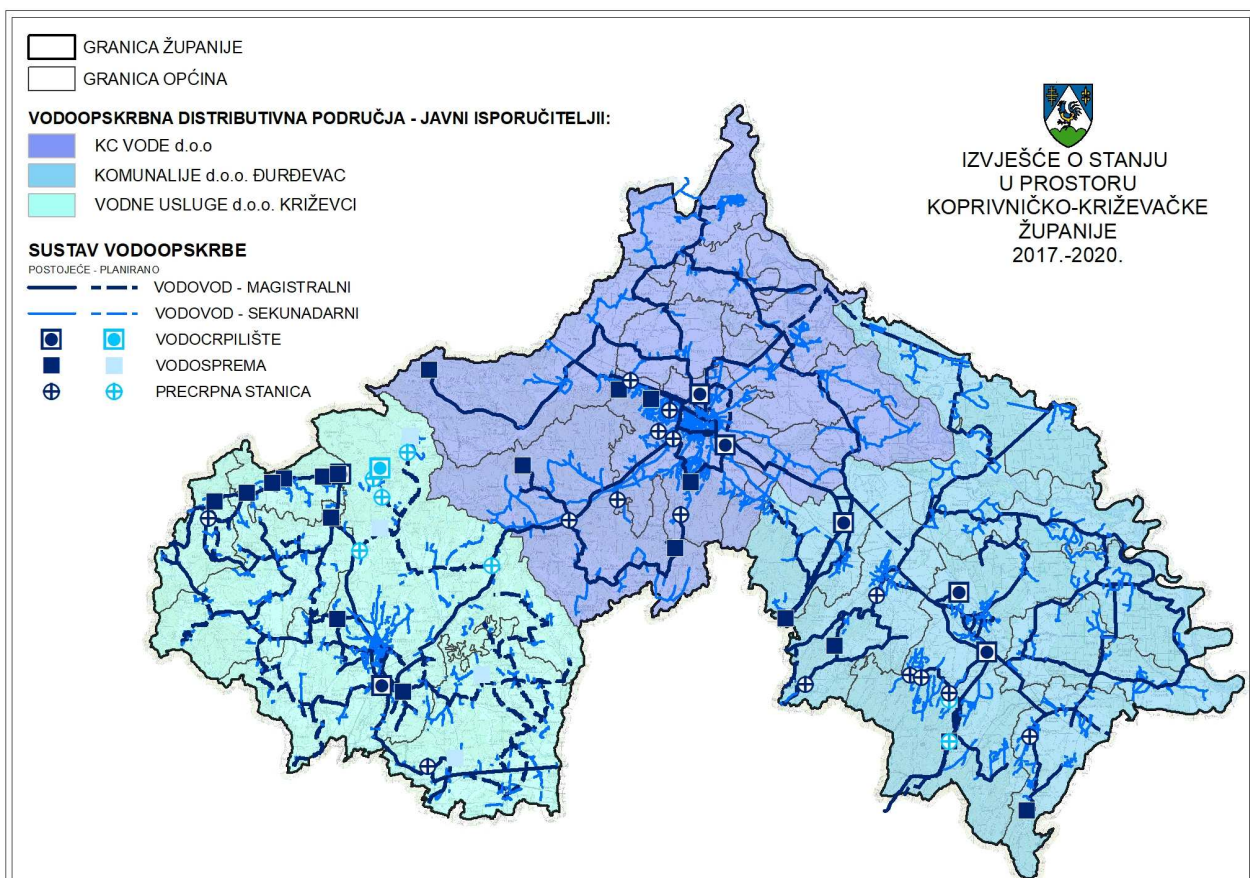 GRANICA ŽUPANIJE
GRANICA OPĆINA
VODOOPSKRBNA DISTRIBUTIVNA PODRUČJA - JAVNI ISPORUČITELJII:
KC VODE d.o.o
KOMUNALIJE d.o.o. ĐURĐEVAC
VODNE USLUGE d.o.o. KRIŽEVCI
SUSTAV VODOOPSKRBE
POSTOJEĆE - PLANIRANO
VODOVOD - MAGISTRALNI
VODOVOD - SEKUNADARNI
VODOCRPILIŠTE
VODOSPREMA
PRECRPNA STANICA
IZVJEŠĆE O STANJU
U PROSTORU
KOPRIVNIČKO-KRIŽEVAČKE
ŽUPANIJE
2017.-2020.